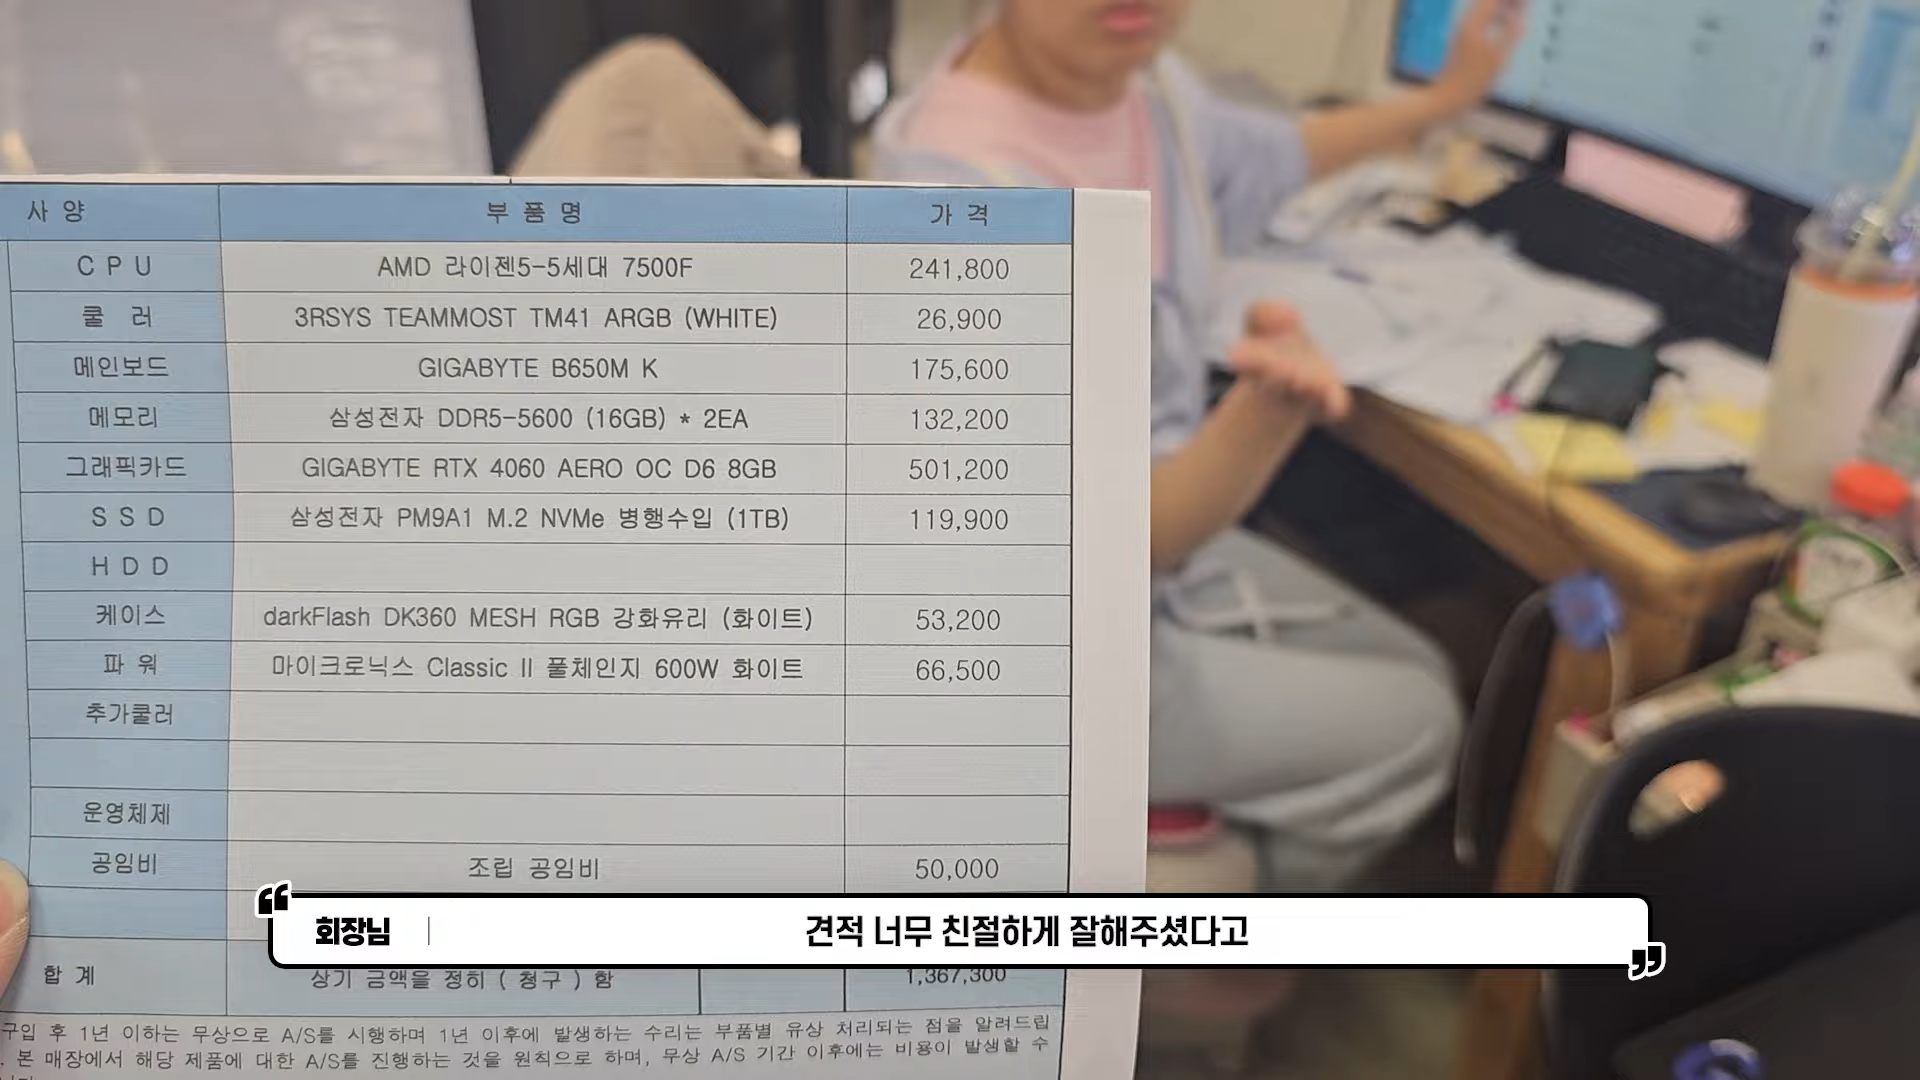 사 양 부 품 명 가 격
C P U AMD 라이젠5-5세대 7500F 241,800
쿨 러 3RSYS TEAMMOST TM41 ARGB (WHITE) 26,900
메인보드 GIGABYTE B650M K 175,600
메모리 삼성전자 DDR5-5600 (16GB) * 2EA 132,200
그래픽카드 GIGABYTE RTX 4060 AERO OC D6 8GB 501,200
S S D 삼성전자 PM9A1 M.2 NVMe 병행수입 (1TB) 119,900
H D D
케이스 darkFlash DK360 MESH RGB 강화유리 (화이트) 53,200
파 워 마이크로닉스 Classic II 풀체인지 600W 화이트 66,500
추가쿨러
운영체제
공임비 조립 공임비 50,000
“ 회장님 | 견적 너무 친절하게 잘해주셨다고 ”
합 계 상기 금액을 정히 ( 청구 ) 함 1,367,300
구입 후 1년 이하는 무상으로 A/S를 시행하며 1년 이후에 발생하는 수리는 부품별 유상 처리되는 점을 알려드립
. 본 매장에서 해당 제품에 대한 A/S를 진행하는 것을 원칙으로 하며, 무상 A/S 기간 이후에는 비용이 발생할 수